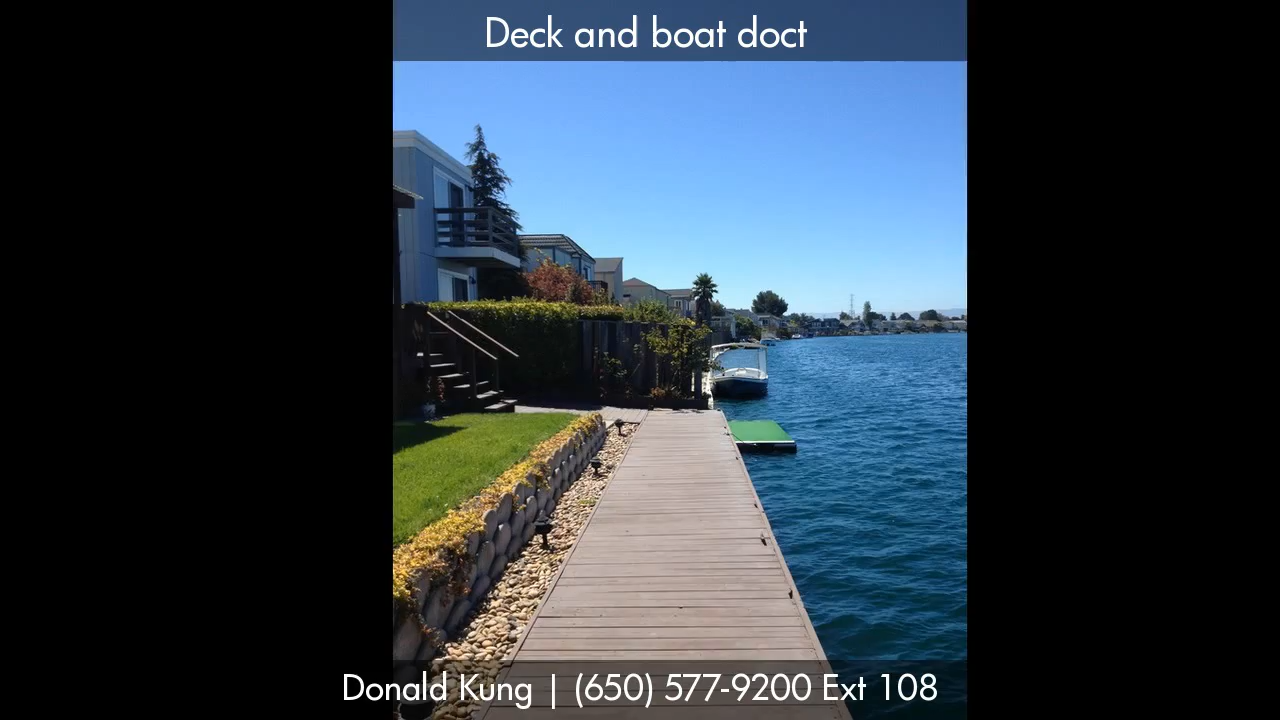 Deck and boat doct
Donald Kung | (650) 577-9200 Ext 108